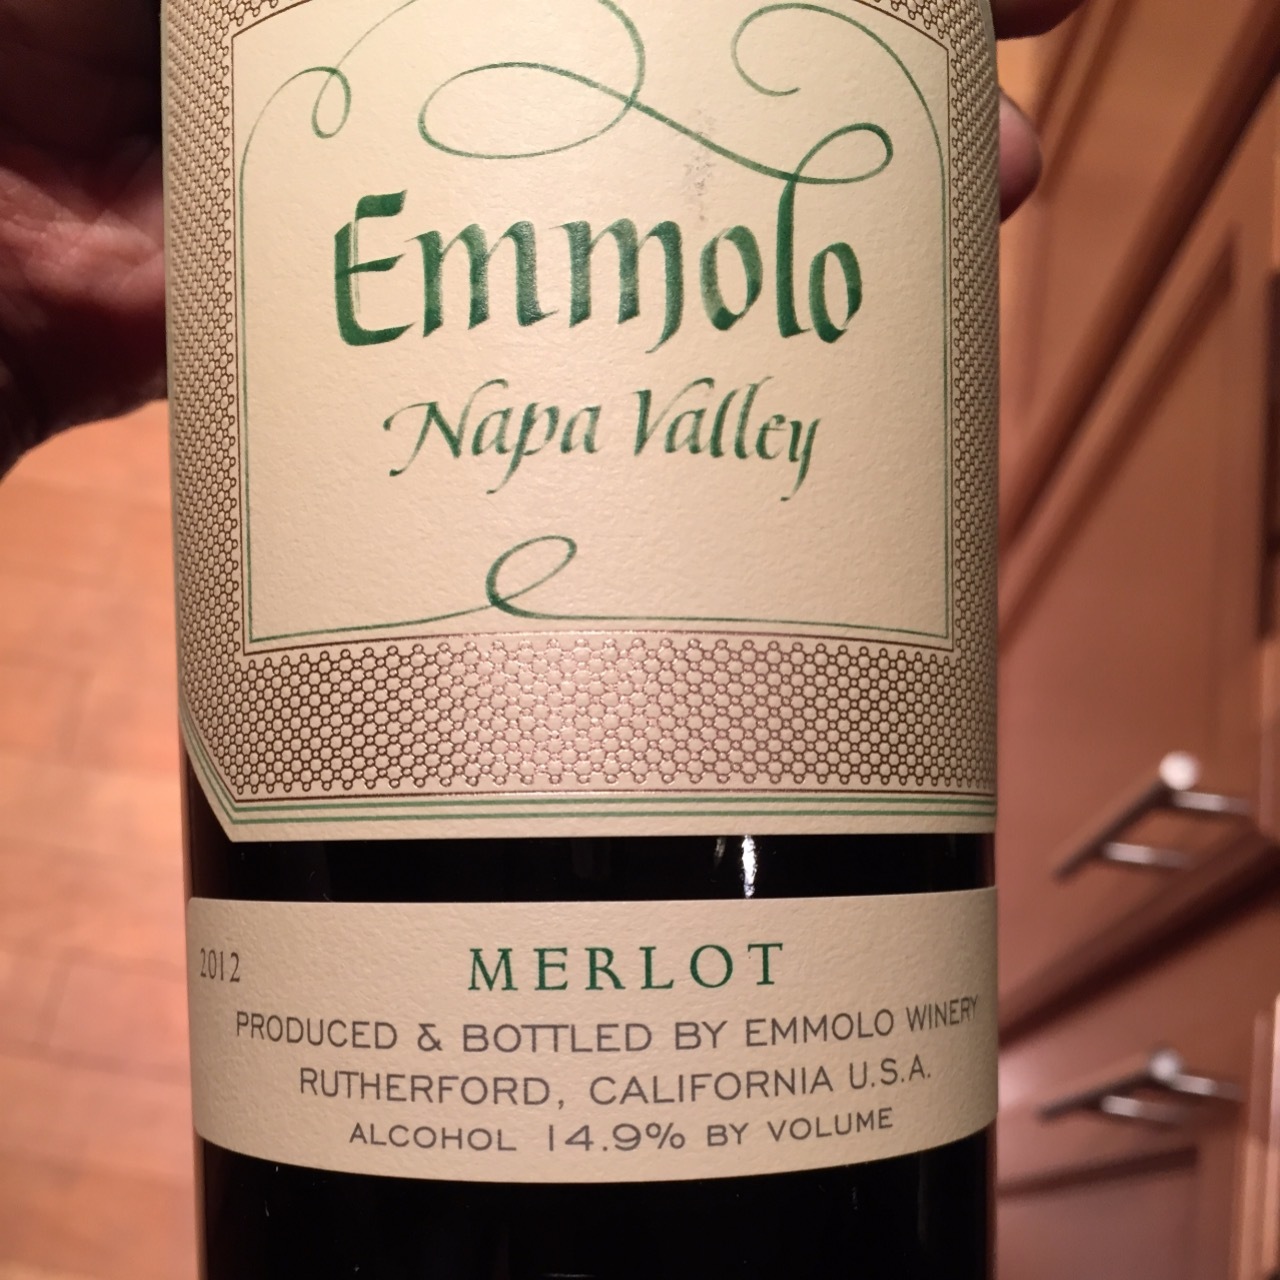 Emmolo
Napa Valley
2012
MERLOT
PRODUCED & BOTTLED BY EMMOLO WINERY
RUTHERFORD, CALIFORNIA U.S.A.
ALCOHOL 14.9% BY VOLUME